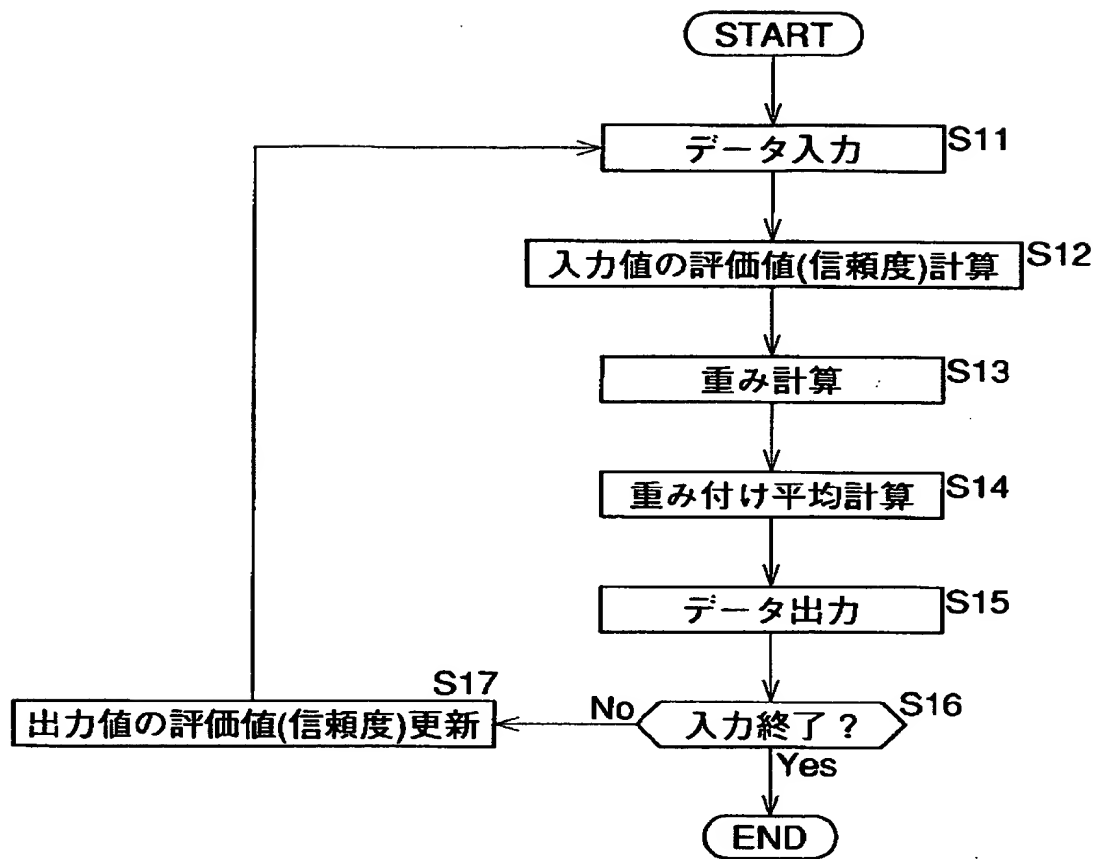 START
データ入力
S11
入力値の評価値(信頼度)計算
S12
重み計算
S13
重み付け平均計算
S14
データ出力
S15
入力終了?
S16
No
S17
出力値の評価値(信頼度)更新
Yes
END